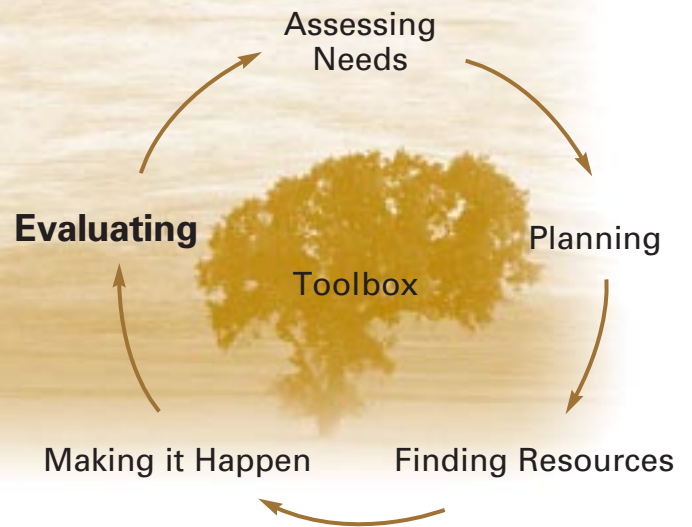 Assessing
Needs
Evaluating
Planning
Toolbox
Making it Happen
Finding Resources